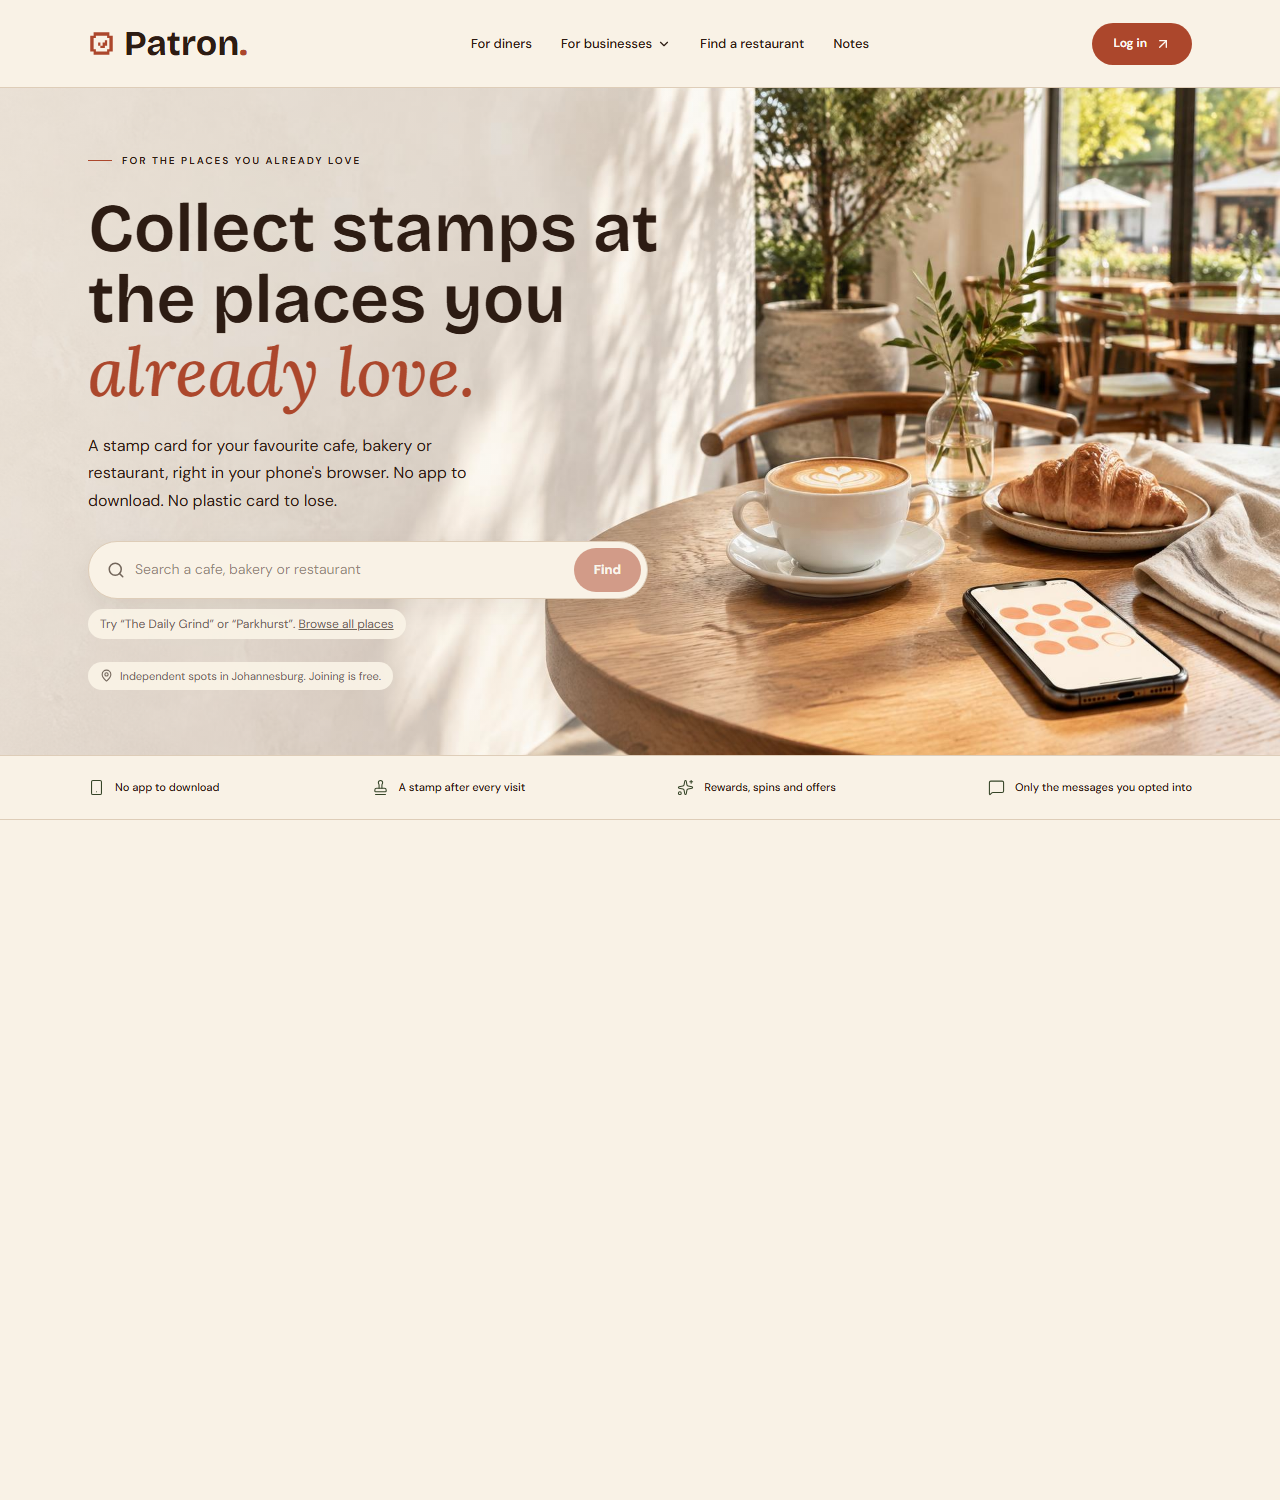 Patron.
For diners
For businesses
Find a restaurant
Notes
Log in
FOR THE PLACES YOU ALREADY LOVE
Collect stamps at
the places you
already love.
A stamp card for your favourite cafe, bakery or
restaurant, right in your phone's browser. No app to
download. No plastic card to lose.
Search a cafe, bakery or restaurant
Find
Try “The Daily Grind” or “Parkhurst”. Browse all places
Independent spots in Johannesburg. Joining is free.
No app to download
A stamp after every visit
Rewards, spins and offers
Only the messages you opted into